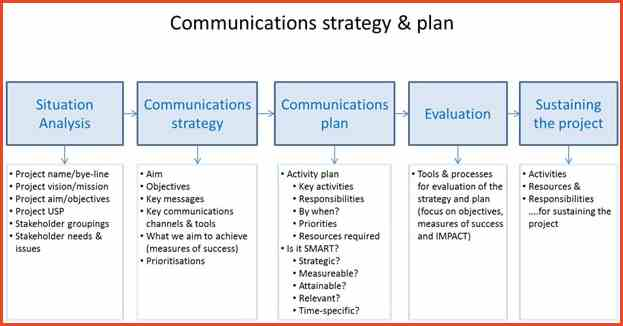 Communications strategy & plan
Situation
Analysis
Communications
strategy
Communications
plan
Evaluation
Sustaining
the project
• Project name/bye-line
• Project vision/mission
• Project aim/objectives
• Project USP
• Stakeholder groupings
• Stakeholder needs &
issues
• Aim
• Objectives
• Key messages
• Key communications
channels & tools
• What we aim to achieve
(measures of success)
• Prioritisations
• Activity plan
• Key activities
• Responsibilities
• By when?
• Priorities
• Resources required
• Is it SMART?
• Strategic?
• Measureable?
• Attainable?
• Relevant?
• Time-specific?
• Tools & processes
for evaluation of the
strategy and plan
(focus on objectives,
measures of success
and IMPACT)
• Activities
• Resources &
• Responsibilities
....for sustaining the
project